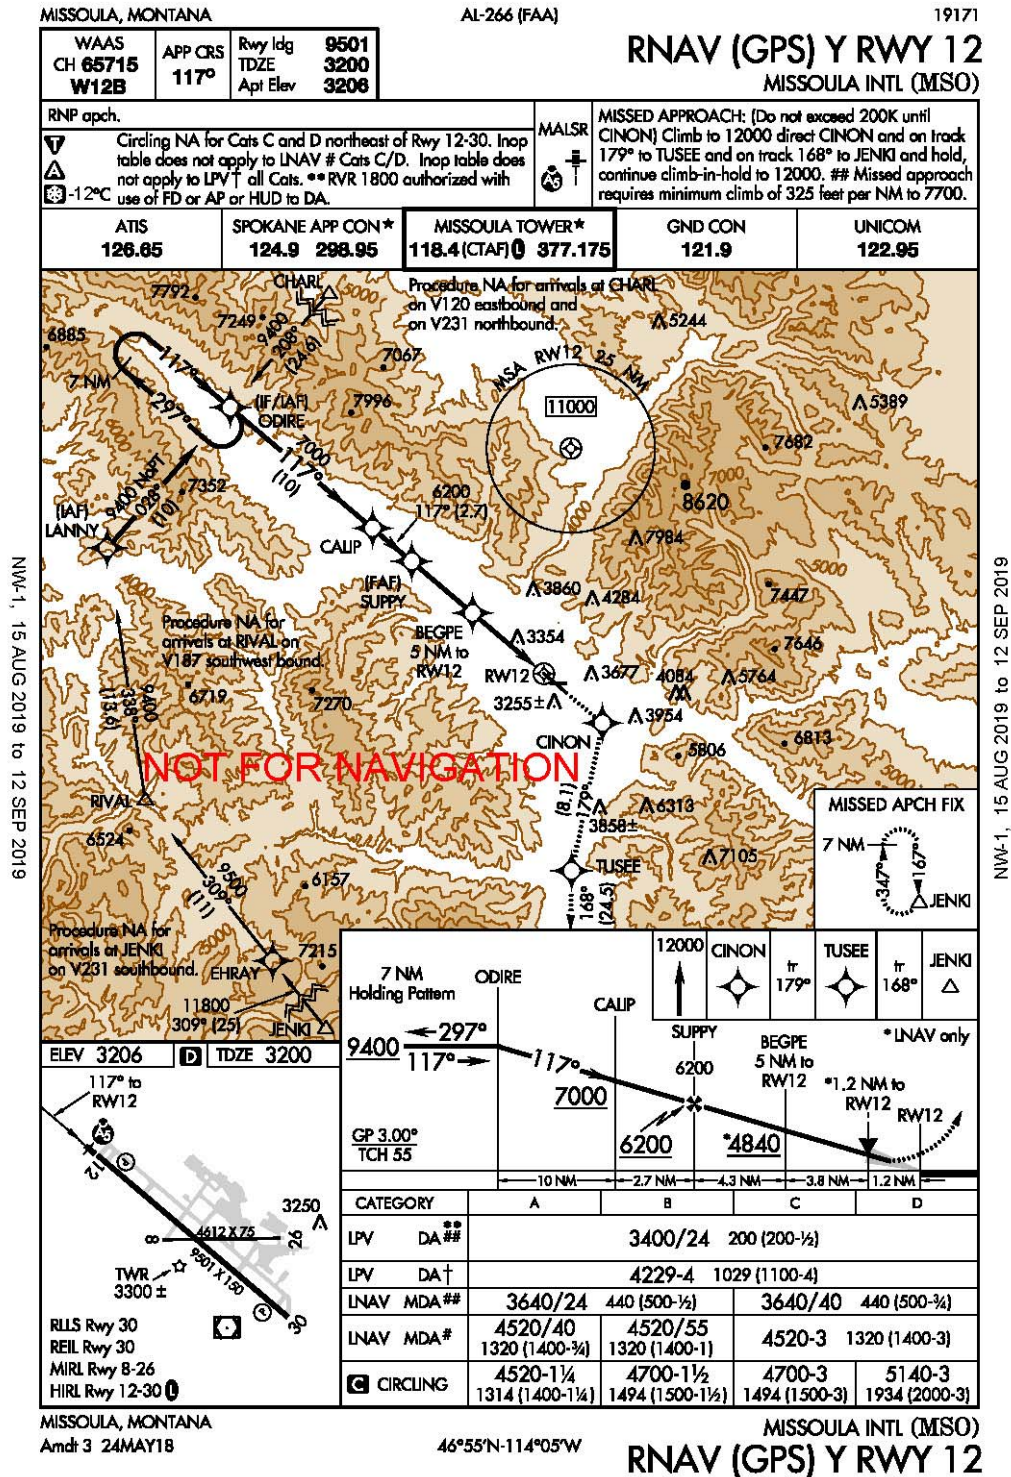 MISSOULA, MONTANA
AL-266 (FAA)
19171
WAAS
CH 65715
W12B
APP CRS
117°
Rwy ldg 9501
TDZE 3200
Apt Elev 3206
RNAV (GPS) Y RWY 12
MISSOULA INTL (MSO)
RNP apch.
T
A
-12°C
Circling NA for Cats C and D northeast of Rwy 12-30. Inop
table does not apply to LNAV # Cats C/D. Inop table does
not apply to LPV† all Cats. **RVR 1800 authorized with
use of FD or AP or HUD to DA.
MALSR
A5
MISSED APPROACH: (Do not exceed 200K until
CINON) Climb to 12000 direct CINON and on track
179° to TUSEE and on track 168° to JENKI and hold,
continue climb-in-hold to 12000. ## Missed approach
requires minimum climb of 325 feet per NM to 7700.
ATIS
126.65
SPOKANE APP CON*
124.9 298.95
MISSOULA TOWER*
118.4 (CTAF) L 377.175
GND CON
121.9
UNICOM
122.95
7792
CHARL
5000
Procedure NA for arrivals at CHARL
on V120 eastbound and
on V231 northbound.
7249
9400
208°
(24.6)
5244
6885
7067
117°
7 NM
297°
(IF/IAF)
ODIRE
7996
MSA RW12 25 NM
11000
5389
7682
7000
117°
(10)
7000
9400 NoPT
028°
(10)
7352
6200
117° (2.7)
8620
(IAF)
LANNY
4000
CALIP
7984
(FAF)
SUPPY
3860
4284
5000
7447
4000
Procedure NA for
arrivals at RIVAL on
V187 southwest bound.
BEGPE
5 NM to
RW12
3354
7646
RW12
3677
4084
5764
9400
338°
(13.6)
6719
7270
3255±
3954
CINON
6813
5806
NOT FOR NAVIGATION
RIVAL
(8.1)
179°
6313
3858±
MISSED APCH FIX
7 NM
347°
167°
JENKI
6524
7105
TUSEE
9500
309°
(11)
6157
168°
(24.5)
5000
Procedure NA for
arrivals at JENKI
on V231 southbound.
5000
7215
EHRAY
11800
309° (25)
JENKI
7 NM
Holding Pattern
ODIRE
CALIP
12000
CINON
tr
179°
TUSEE
tr
168°
JENKI
SUPPY
6200
BEGPE
5 NM to
RW12
*LNAV only
*1.2 NM to
RW12
RW12
9400
297°
117°
117°
7000
6200
*4840
GP 3.00°
TCH 55
10 NM
2.7 NM
4.3 NM
3.8 NM
1.2 NM
ELEV 3206
D
TDZE 3200
117° to
RW12
A5
P
12
3250
8
4612 X 75
26
9501 X 150
TWR
3300 ±
P
30
RLLS Rwy 30
REIL Rwy 30
MIRL Rwy 8-26
HIRL Rwy 12-30 L
CATEGORY A B C D
LPV DA **## 3400/24 200 (200-½)
LPV DA † 4229-4 1029 (1100-4)
LNAV MDA ## 3640/24 440 (500-½) 3640/40 440 (500-¾)
LNAV MDA # 4520/40 1320 (1400-¾) 4520/55 1320 (1400-1) 4520-3 1320 (1400-3)
C CIRCLING 4520-1¼ 1314 (1400-1¼) 4700-1½ 1494 (1500-1½) 4700-3 1494 (1500-3) 5140-3 1934 (2000-3)
MISSOULA, MONTANA
Amdt 3 24MAY18
46°55'N-114°05'W
MISSOULA INTL (MSO)
RNAV (GPS) Y RWY 12
NW-1, 15 AUG 2019 to 12 SEP 2019
NW-1, 15 AUG 2019 to 12 SEP 2019